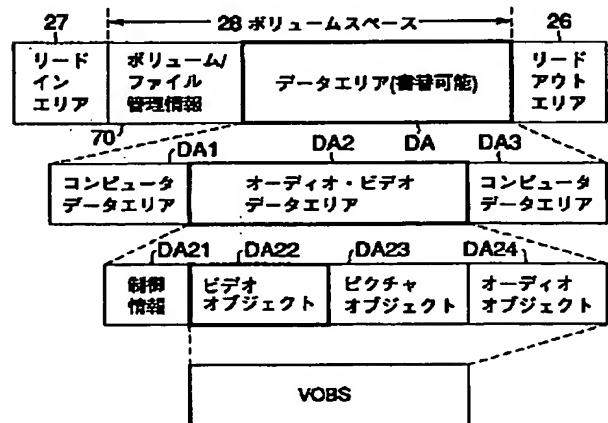 27 28 ボリュームスペース 26
リード
イン
エリア
ボリューム/
ファイル
管理情報
データエリア(書替可能)
リード
アウト
エリア
70 DA
DA1 DA2 DA3
コンピュータ
データエリア
オーディオ・ビデオ
データエリア
コンピュータ
データエリア
DA21 DA22 DA23 DA24
制御
情報
ビデオ
オブジェクト
ピクチャ
オブジェクト
オーディオ
オブジェクト
VOBS